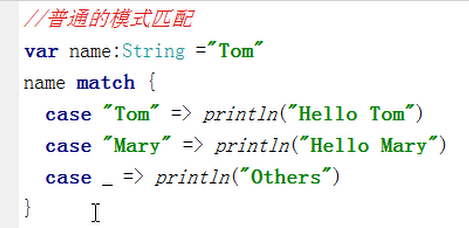 //普通的模式匹配
var name:String ="Tom"
name match {
case "Tom" => println("Hello Tom")
case "Mary" => println("Hello Mary")
case _ => println("Others")
}